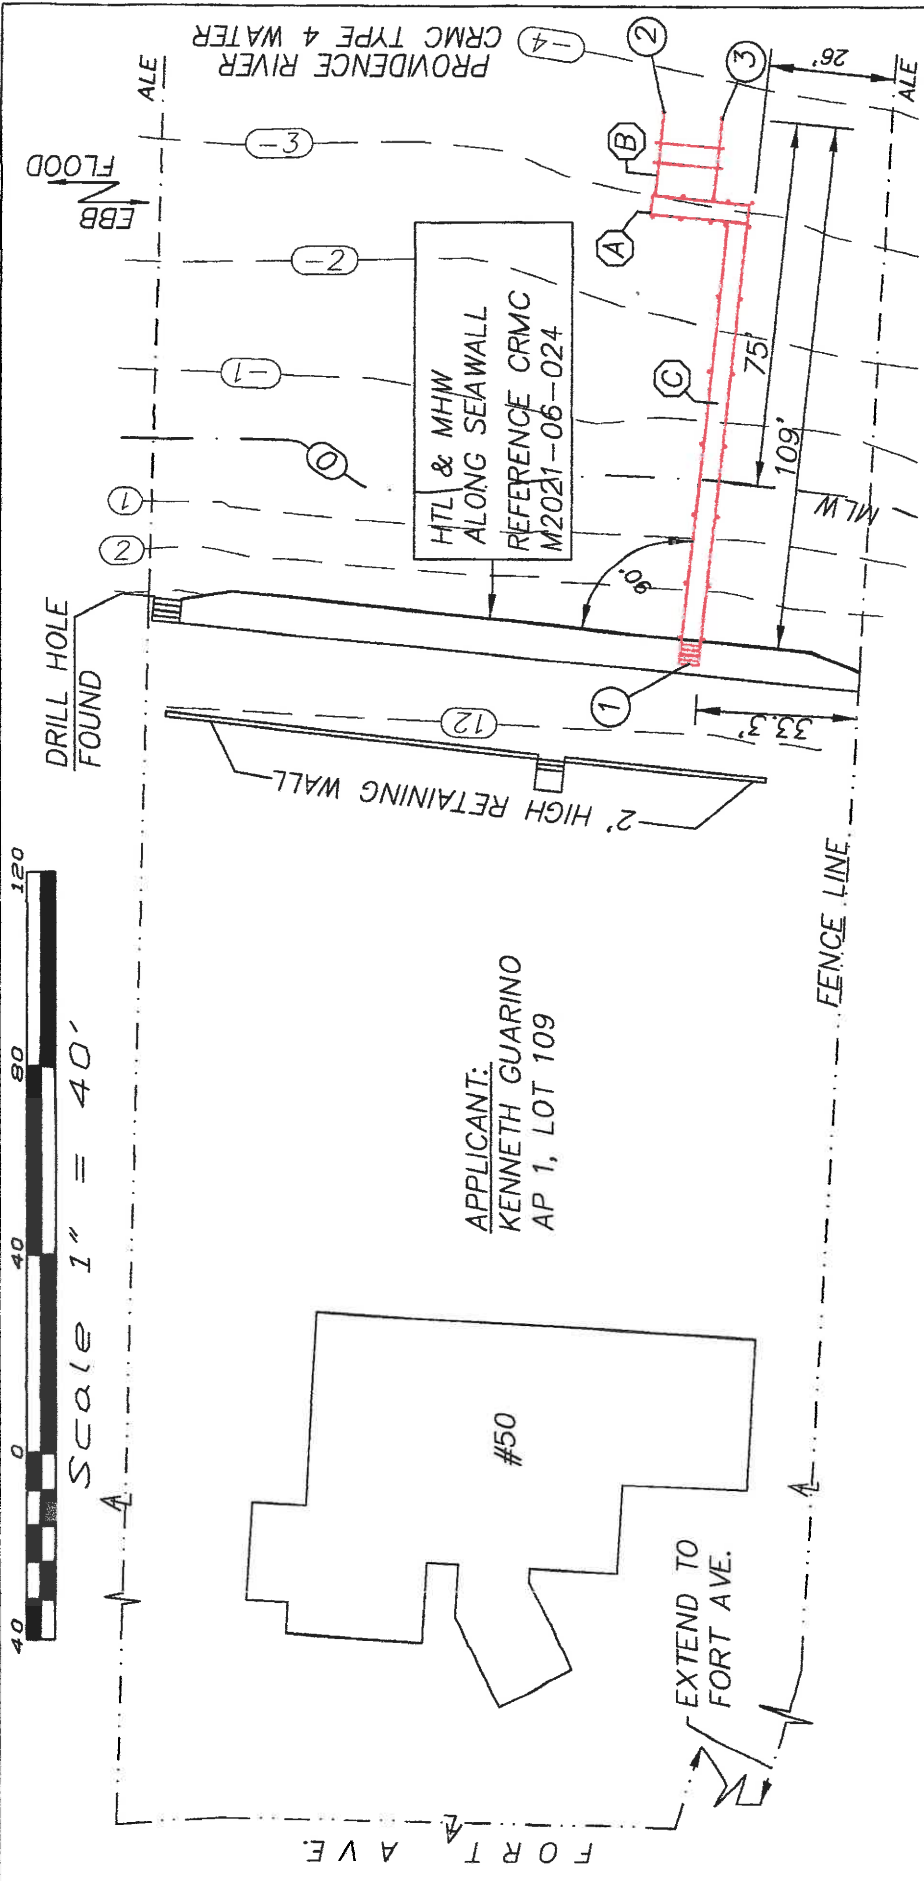 40
0
40
80
120
Scale 1" = 40'
DRILL HOLE
FOUND
ALE
FLOOD
EBB
PROVIDENCE RIVER
CRMC TYPE 4 WATER
2
1
0
-1
-2
-3
-4
12
HTL & MHW
ALONG SEAWALL
REFERENCE CRMC
M2021-06-024
A
B
C
1
2
3
90°
75'
109'
26'
33.3'
MLW
ALE
2' HIGH RETAINING WALL
APPLICANT:
KENNETH GUARINO
AP 1, LOT 109
#50
FENCE LINE
EXTEND TO
FORT AVE.
FORT AVE.